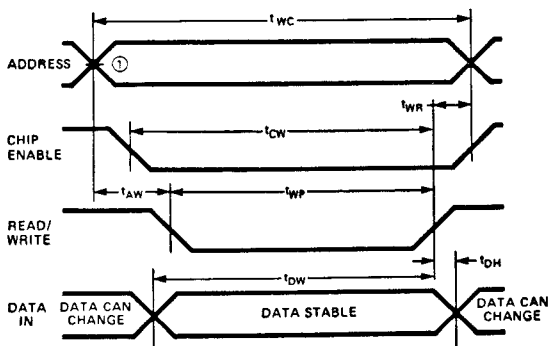 tWC
ADDRESS
①
tWR
tCW
CHIP
ENABLE
tAW
tWP
READ/
WRITE
tDH
tDW
DATA
IN
DATA CAN
CHANGE
DATA STABLE
DATA CAN
CHANGE